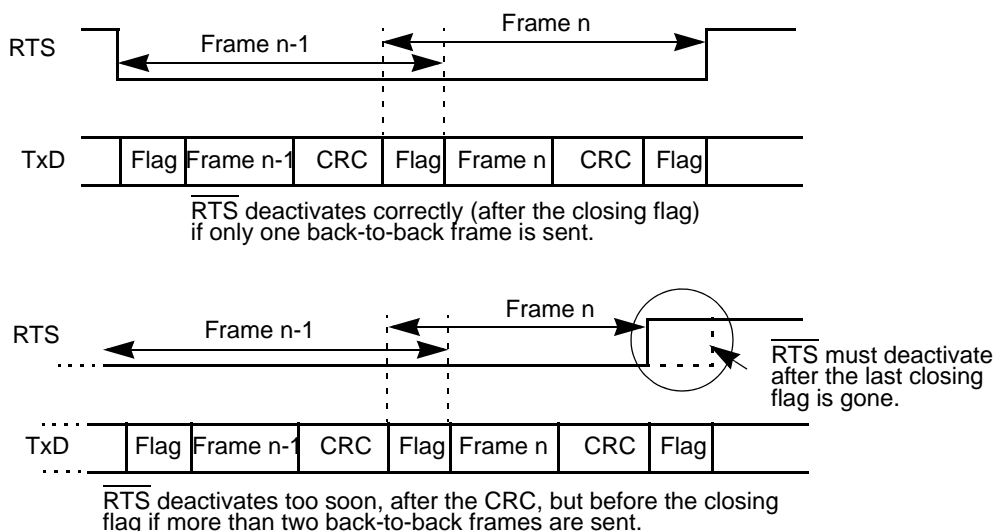 Frame n
RTS
Frame n-1
TxD Flag Frame n-1 CRC Flag Frame n CRC Flag
RTS deactivates correctly (after the closing flag)
if only one back-to-back frame is sent.
Frame n
RTS
Frame n-1
RTS must deactivate
after the last closing
flag is gone.
TxD Flag Frame n-1 CRC Flag Frame n CRC Flag
RTS deactivates too soon, after the CRC, but before the closing
flag if more than two back-to-back frames are sent.